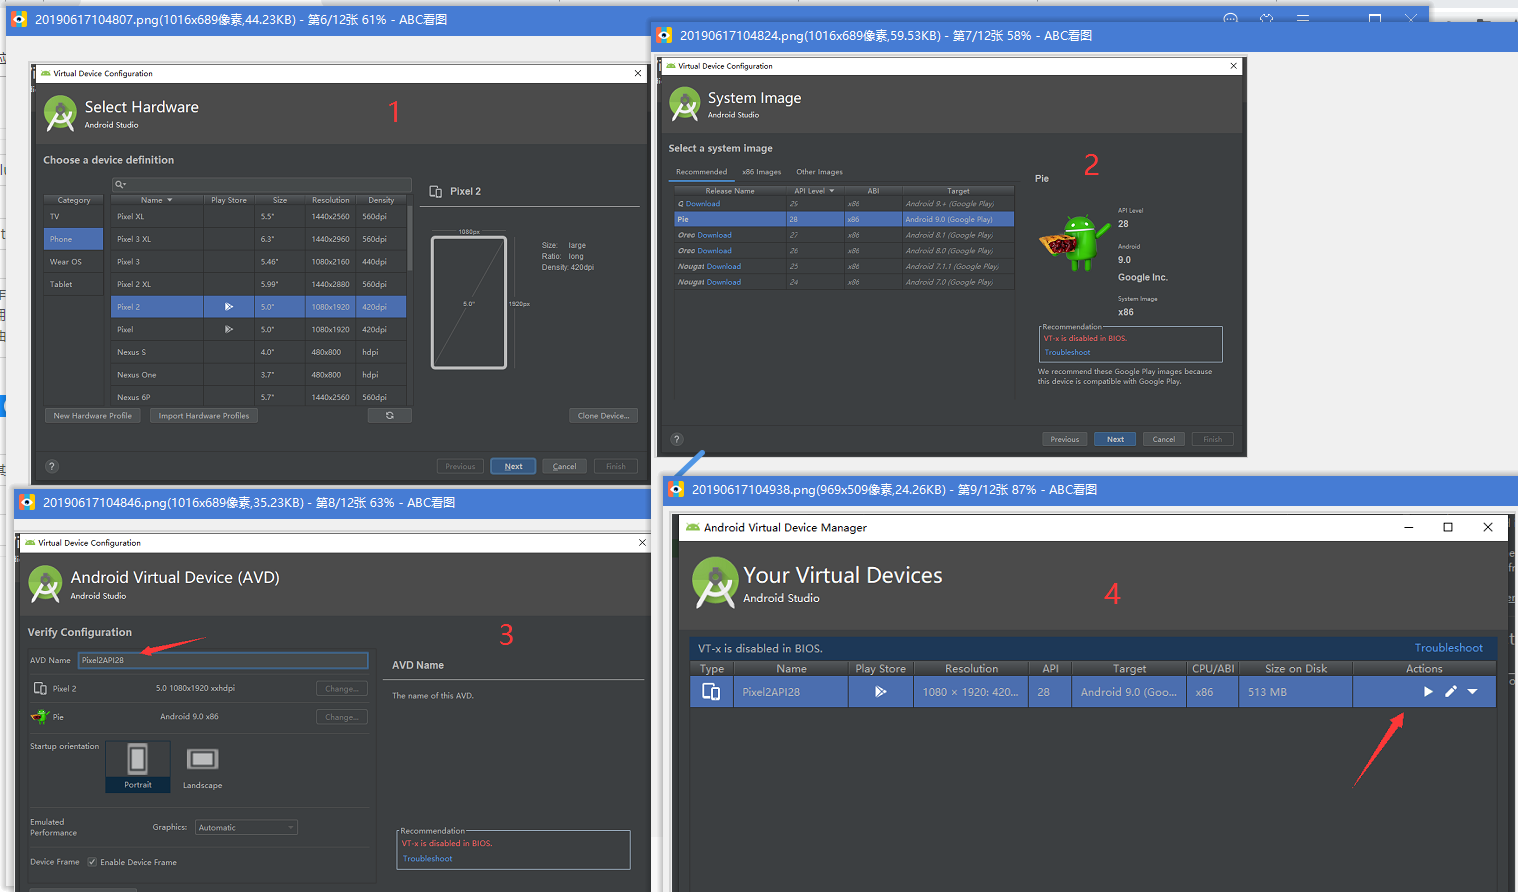 20190617104807.png(1016x689像素,44.23KB) - 第6/12张 61% - ABC看图
Virtual Device Configuration
Select Hardware
Android Studio
1
Choose a device definition
Pixel 2
Category Name Play Store Size Resolution Density
TV Pixel XL 5.5" 1440x2560 560dpi
Phone Pixel 3 XL 6.3" 1440x2960 560dpi
Wear OS Pixel 3 5.46" 1080x2160 440dpi
Tablet Pixel 2 XL 5.99" 1440x2880 560dpi
Pixel 2 5.0" 1080x1920 420dpi
Pixel 5.0" 1080x1920 420dpi
Nexus S 4.0" 480x800 hdpi
Nexus One 3.7" 480x800 hdpi
Nexus 6P 5.7" 1440x2560 560dpi
1080px
5.0"
1920px
Size: large
Ratio: long
Density: 420dpi
New Hardware Profile Import Hardware Profiles Clone Device...
? Previous Next Cancel Finish
20190617104824.png(1016x689像素,59.53KB) - 第7/12张 58% - ABC看图
Virtual Device Configuration
System Image
Android Studio
2
Select a system image
Recommended x86 Images Other Images
Release Name API Level ABI Target
Q Download 29 x86 Android 9.+ (Google Play)
Pie 28 x86 Android 9.0 (Google Play)
Oreo Download 27 x86 Android 8.1 (Google Play)
Oreo Download 26 x86 Android 8.0 (Google Play)
Nougat Download 25 x86 Android 7.1.1 (Google Play)
Nougat Download 24 x86 Android 7.0 (Google Play)
Pie
API Level
28
Android
9.0
Google Inc.
System Image
x86
Recommendation
VT-x is disabled in BIOS.
Troubleshoot
We recommend these Google Play images because
this device is compatible with Google Play.
? Previous Next Cancel Finish
20190617104846.png(1016x689像素,35.23KB) - 第8/12张 63% - ABC看图
Virtual Device Configuration
Android Virtual Device (AVD)
Android Studio
3
Verify Configuration
AVD Name Pixel2API28
Pixel 2 5.0 1080x1920 xxhdpi Change...
Pie Android 9.0 x86 Change...
Startup orientation
Portrait Landscape
Emulated
Performance
Graphics: Automatic
Device Frame Enable Device Frame
AVD Name
The name of this AVD.
Recommendation
VT-x is disabled in BIOS.
Troubleshoot
20190617104938.png(969x509像素,24.26KB) - 第9/12张 87% - ABC看图
Android Virtual Device Manager
Your Virtual Devices
Android Studio
4
VT-x is disabled in BIOS. Troubleshoot
Type Name Play Store Resolution API Target CPU/ABI Size on Disk Actions
Pixel2API28 1080 × 1920: 420... 28 Android 9.0 (Goo... x86 513 MB